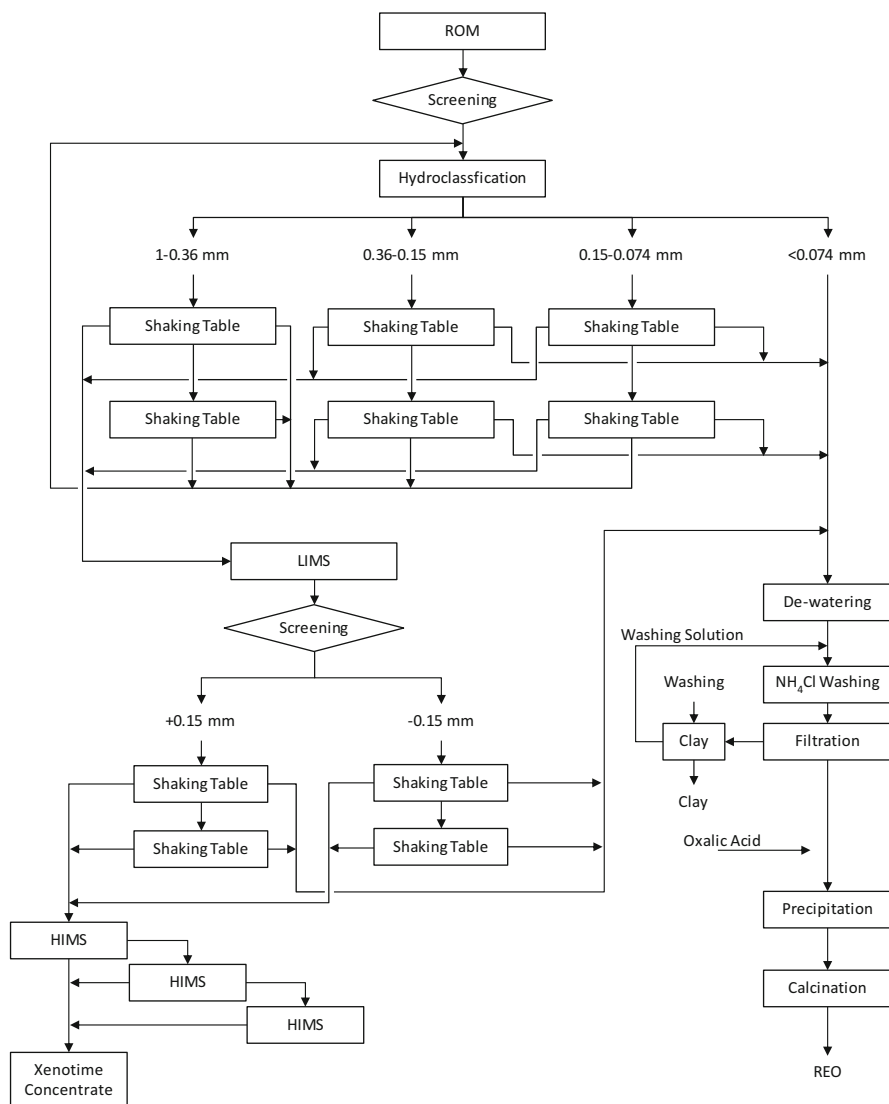 ROM
Screening
Hydroclassfication
1-0.36 mm
0.36-0.15 mm
0.15-0.074 mm
<0.074 mm
Shaking Table
Shaking Table
Shaking Table
Shaking Table
Shaking Table
Shaking Table
LIMS
De-watering
Screening
Washing Solution
Washing
NH₄Cl Washing
+0.15 mm
-0.15 mm
Clay
Filtration
Shaking Table
Shaking Table
Clay
Shaking Table
Shaking Table
Oxalic Acid
Precipitation
HIMS
HIMS
Calcination
HIMS
Xenotime
Concentrate
REO